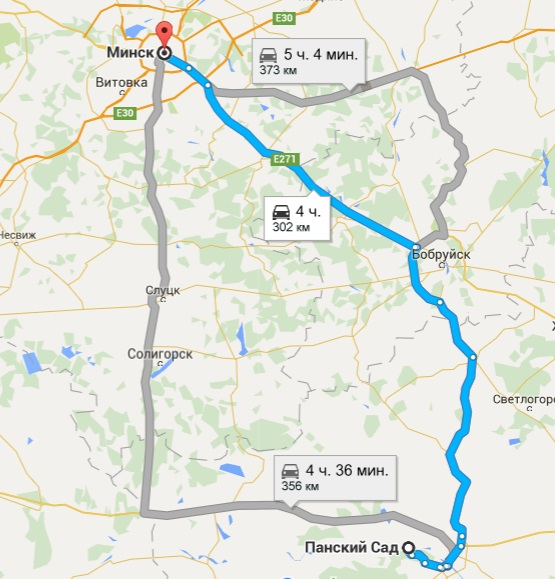 E30
Минск
5 ч. 4 мин.
373 км
Витовка
E30
E271
4 ч.
302 км
Несвиж
Бобруйск
Слуцк
Солигорск
Светлогор
4 ч. 36 мин.
356 км
Панский Сад